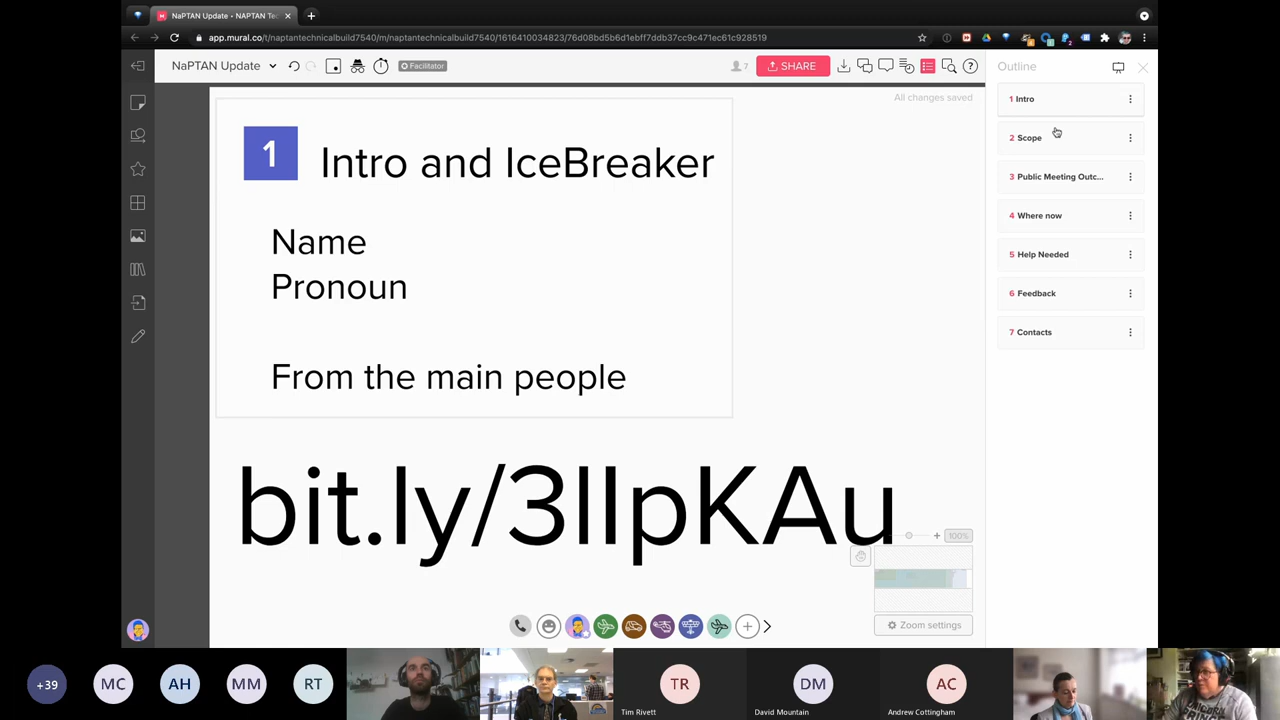 NaPTAN Update • NAPTAN Tec
app.mural.co/t/naptantechnicalbuild7540/m/naptantechnicalbuild7540/1616410034823/76d08bd5b6d1ebff7ddb37cc9c471ec61c928519
NaPTAN Update
Facilitator
7
SHARE
Outline
All changes saved
1 Intro
2 Scope
3 Public Meeting Outc...
4 Where now
5 Help Needed
6 Feedback
7 Contacts
1
Intro and IceBreaker
Name
Pronoun
From the main people
bit.ly/3lIpKAu
100%
Zoom settings
+39
MC
AH
MM
RT
TR
Tim Rivett
DM
David Mountain
AC
Andrew Cottingham